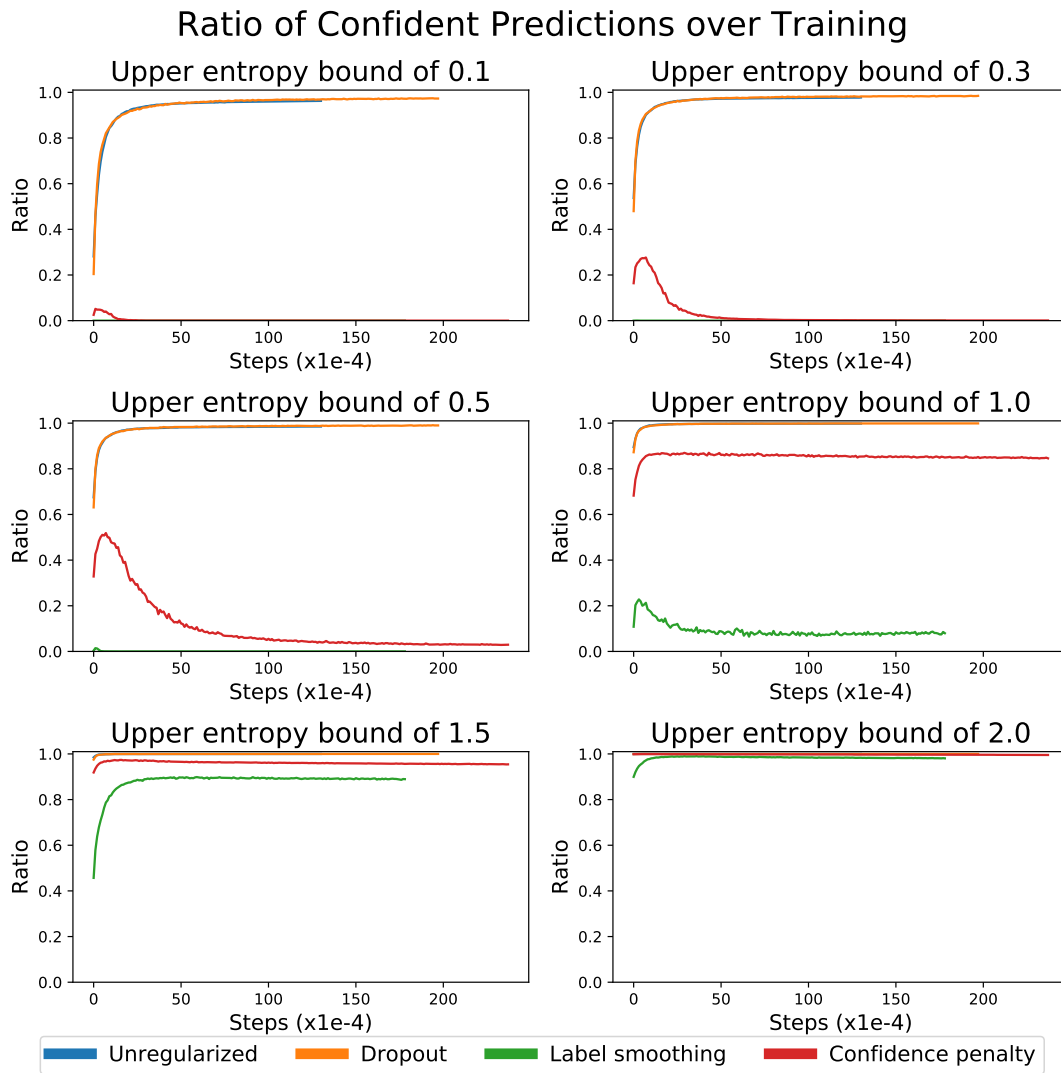 Ratio of Confident Predictions over Training
Upper entropy bound of 0.1
Ratio
1.0
0.8
0.6
0.4
0.2
0.0
0 50 100 150 200
Steps (x1e-4)
Upper entropy bound of 0.3
Ratio
1.0
0.8
0.6
0.4
0.2
0.0
0 50 100 150 200
Steps (x1e-4)
Upper entropy bound of 0.5
Ratio
1.0
0.8
0.6
0.4
0.2
0.0
0 50 100 150 200
Steps (x1e-4)
Upper entropy bound of 1.0
Ratio
1.0
0.8
0.6
0.4
0.2
0.0
0 50 100 150 200
Steps (x1e-4)
Upper entropy bound of 1.5
Ratio
1.0
0.8
0.6
0.4
0.2
0.0
0 50 100 150 200
Steps (x1e-4)
Upper entropy bound of 2.0
Ratio
1.0
0.8
0.6
0.4
0.2
0.0
0 50 100 150 200
Steps (x1e-4)
Unregularized Dropout Label smoothing Confidence penalty